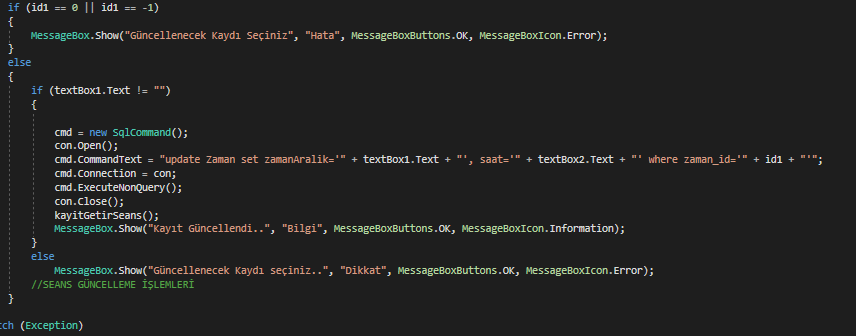 if (id1 == 0 || id1 == -1)
{
MessageBox.Show("Güncellenecek Kaydı Seçiniz", "Hata", MessageBoxButtons.OK, MessageBoxIcon.Error);
}
else
{
if (textBox1.Text != "")
{
cmd = new SqlCommand();
con.Open();
cmd.CommandText = "update Zaman set zamanAralik='" + textBox1.Text + "', saat='" + textBox2.Text + "' where zaman_id='" + id1 + "'";
cmd.Connection = con;
cmd.ExecuteNonQuery();
con.Close();
kayitGetirSeans();
MessageBox.Show("Kayıt Güncellendi..", "Bilgi", MessageBoxButtons.OK, MessageBoxIcon.Information);
}
else
MessageBox.Show("Güncellenecek Kaydı seçiniz..", "Dikkat", MessageBoxButtons.OK, MessageBoxIcon.Error);
//SEANS GÜNCELLEME İŞLEMLERİ
}
tch (Exception)